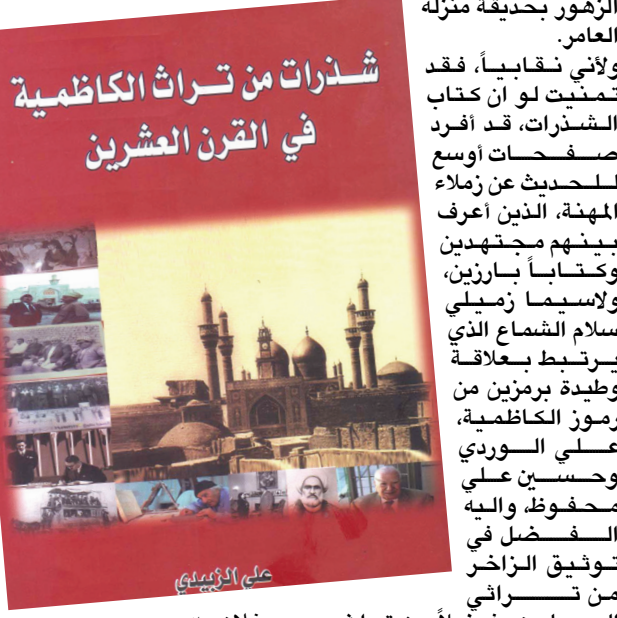 الزهور بحديقة منزله
العامر.
ولأني نقابياً، فقد
تمنيت لو ان كتاب
الشذرات، قد أفرد
صفحات أوسع
للحديث عن زملاء
المهنة، الذين أعرف
بينهم مجتهدين
وكتاباً بارزين،
ولاسيما زميلي
سلام الشماع الذي
يرتبط بعلاقة
وطيدة برمزين من
رموز الكاظمية،
علي الوردي
وحسين علي
محفوظ، واليه
الفضل في
توثيق الزاخر
من تراثي
شذرات من تراث الكاظمية
في القرن العشرين
علي الزبيدي